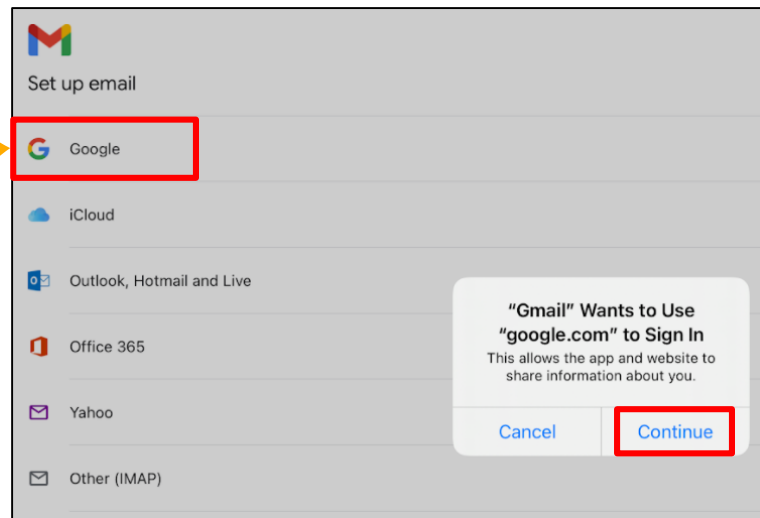 Set up email
Google
iCloud
Outlook, Hotmail and Live
Office 365
Yahoo
Other (IMAP)
“Gmail” Wants to Use
“google.com” to Sign In
This allows the app and website to
share information about you.
Cancel
Continue